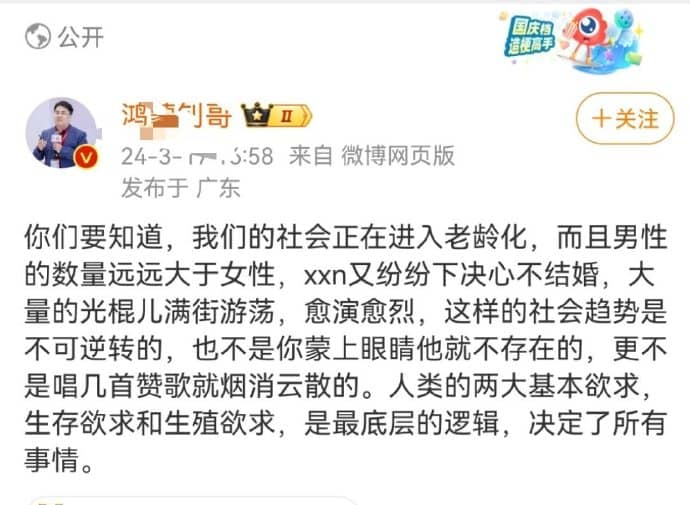 公开
国庆档
造梗高手
鸿 利哥 II
+关注
24-3- :58 来自 微博网页版
发布于 广东
你们要知道，我们的社会正在进入老龄化，而且男性
的数量远远大于女性，xxn又纷纷下决心不结婚，大
量的光棍儿满街游荡，愈演愈烈，这样的社会趋势是
不可逆转的，也不是你蒙上眼睛他就不存在的，更不
是唱几首赞歌就烟消云散的。人类的两大基本欲求，
生存欲求和生殖欲求，是最底层的逻辑，决定了所有
事情。